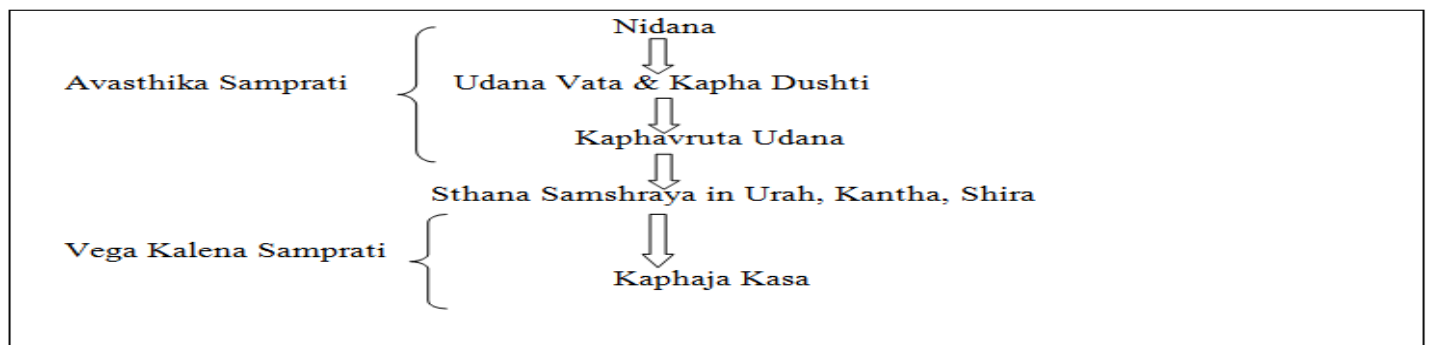 Nidana
Avasthika Samprati
Udana Vata & Kapha Dushti
Kaphavruta Udana
Sthana Samshraya in Urah, Kantha, Shira
Vega Kalena Samprati
Kaphaja Kasa